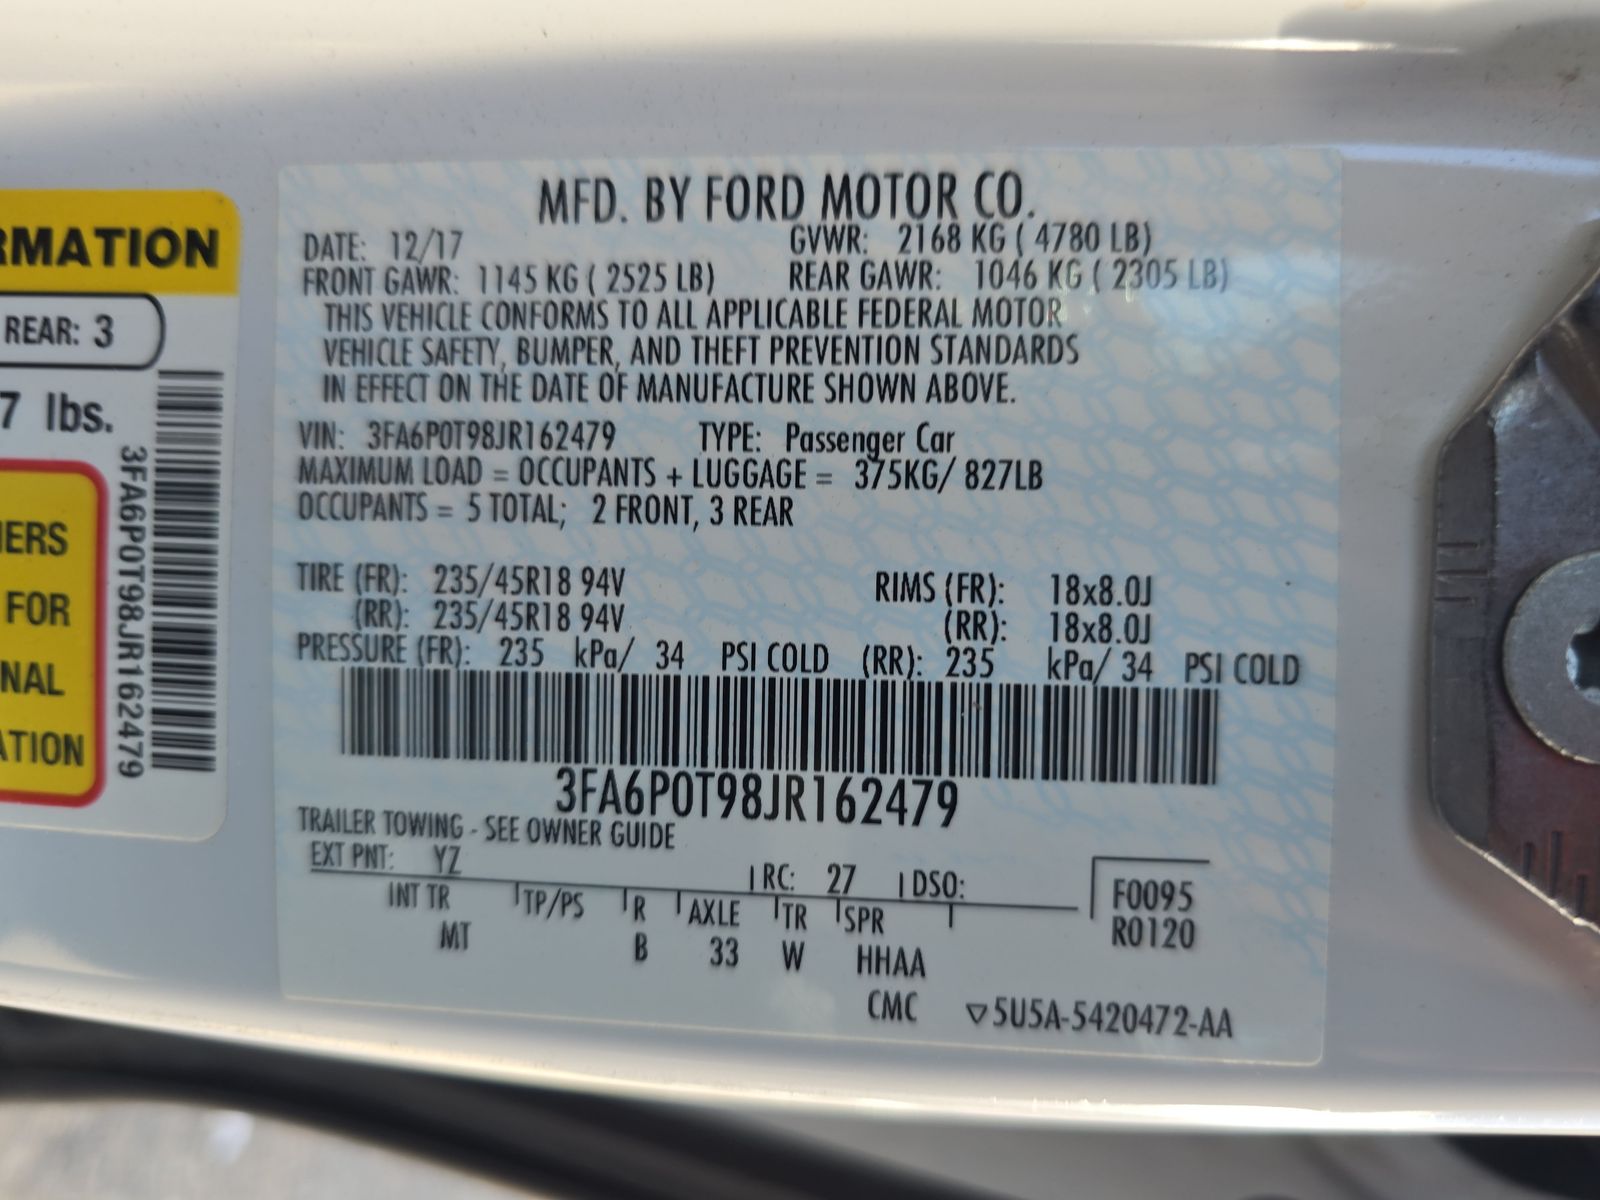 RMATION
REAR: 3
7 lbs.
3FA6P0T98JR162479
IERS
FOR
NAL
ATION
MFD. BY FORD MOTOR CO.
DATE: 12/17 GVWR: 2168 KG ( 4780 LB)
FRONT GAWR: 1145 KG ( 2525 LB) REAR GAWR: 1046 KG ( 2305 LB)
THIS VEHICLE CONFORMS TO ALL APPLICABLE FEDERAL MOTOR
VEHICLE SAFETY, BUMPER, AND THEFT PREVENTION STANDARDS
IN EFFECT ON THE DATE OF MANUFACTURE SHOWN ABOVE.
VIN: 3FA6P0T98JR162479 TYPE: Passenger Car
MAXIMUM LOAD = OCCUPANTS + LUGGAGE = 375KG/ 827LB
OCCUPANTS = 5 TOTAL; 2 FRONT, 3 REAR
TIRE (FR): 235/45R18 94V RIMS (FR): 18x8.0J
(RR): 235/45R18 94V (RR): 18x8.0J
PRESSURE (FR): 235 kPa/ 34 PSI COLD (RR): 235 kPa/ 34 PSI COLD
3FA6P0T98JR162479
TRAILER TOWING - SEE OWNER GUIDE
EXT PNT: YZ RC: 27 DSO: F0095
INT TR TP/PS R AXLE TR SPR R0120
MT B 33 W HHAA
CMC ▽5U5A-5420472-AA